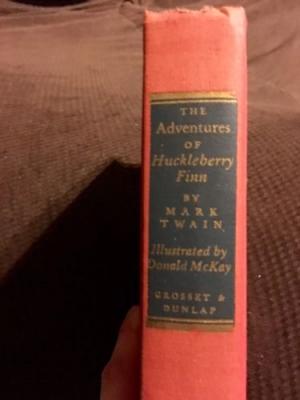 THE
Adventures
OF
Huckleberry
Finn
BY
MARK
TWAIN
Illustrated by
Donald McKay
GROSSET &
DUNLAP